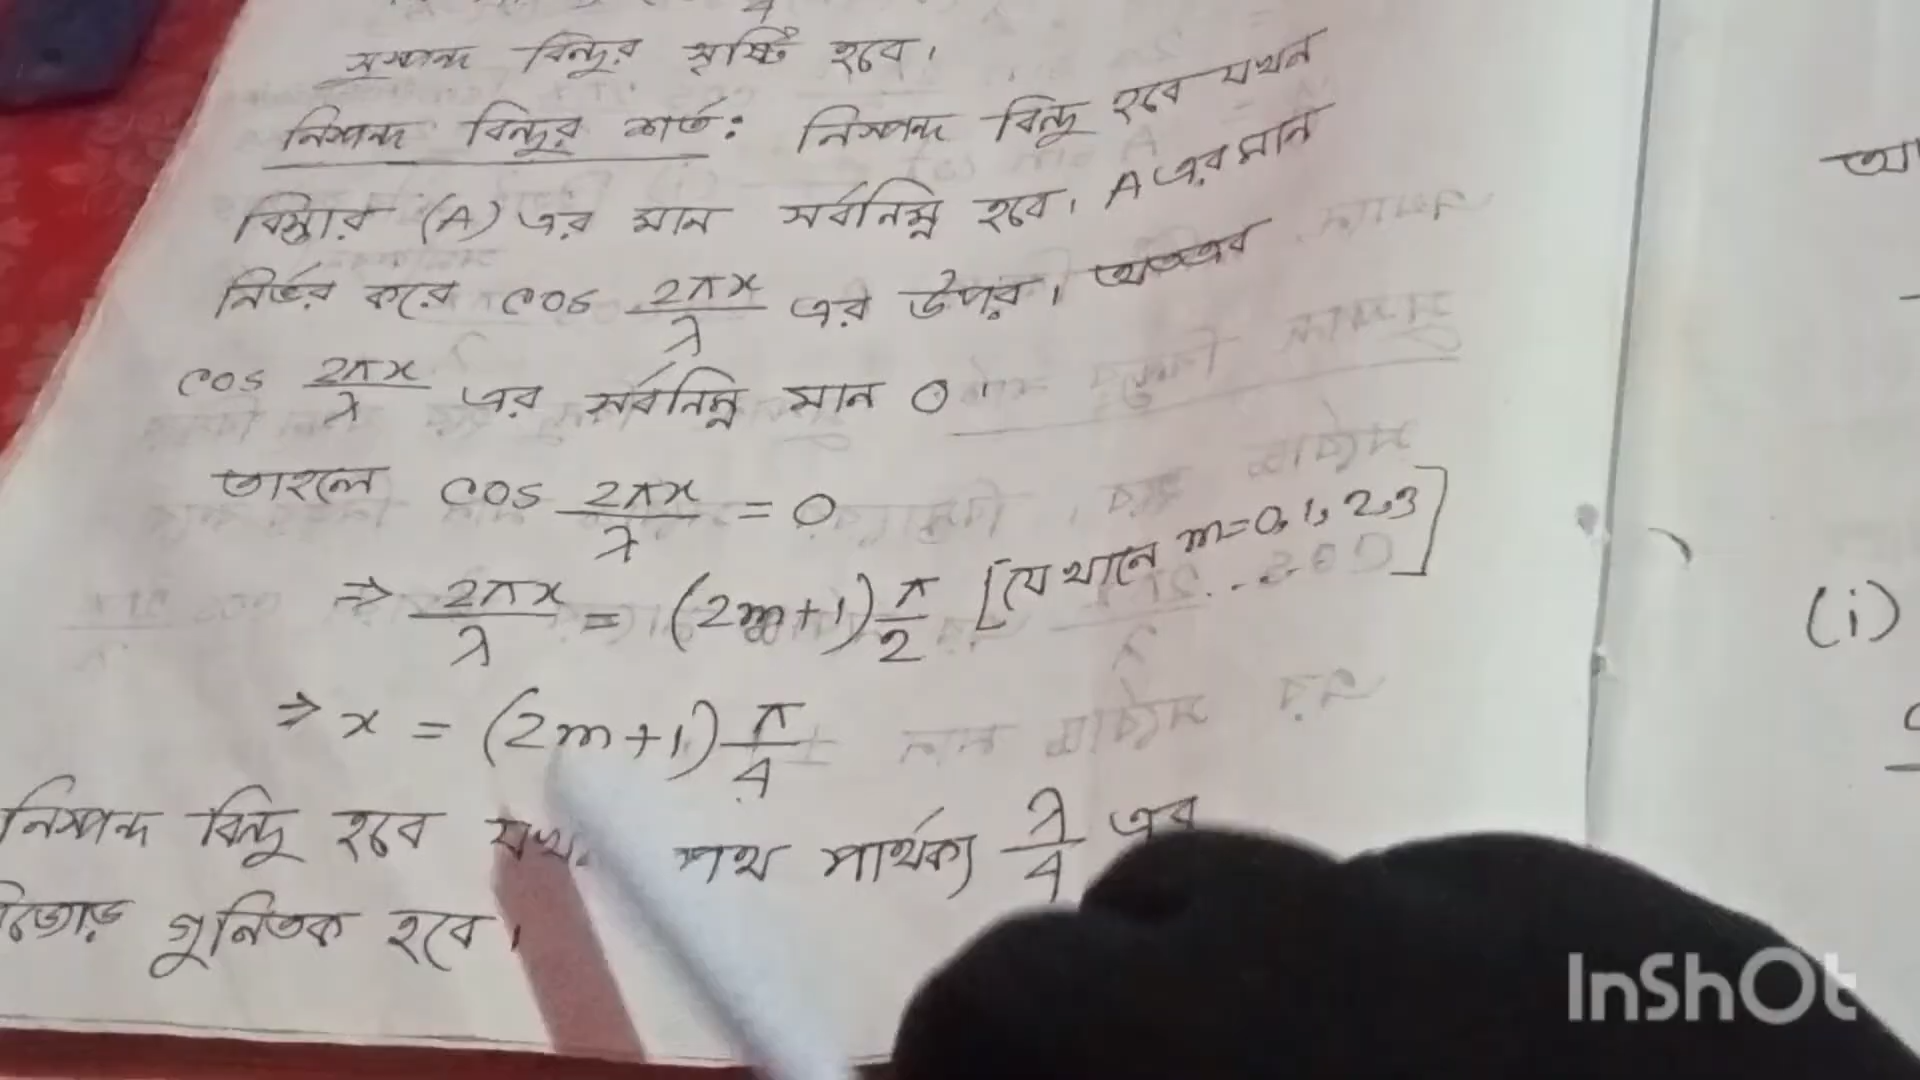 সুস্পন্দ বিন্দুর সৃষ্টি হবে।
নিস্পন্দ বিন্দুর শর্ত: নিস্পন্দ বিন্দু হবে যখন
বিস্তার (A) এর মান সর্বনিম্ন হবে। A এর মান
নির্ভর করে cos 2πx/λ এর উপর। অতএব
cos 2πx/λ এর সর্বনিম্ন মান 0।
তাহলে cos 2πx/λ = 0
⇒ 2πx/λ = (2m+1) π/2 [যেখানে m=0, 1, 2, 3]
⇒ x = (2m+1) π/4
নিস্পন্দ বিন্দু হবে পথ পার্থক্য λ/4 এর
গুনিতক হবে।
(i)
InShOt